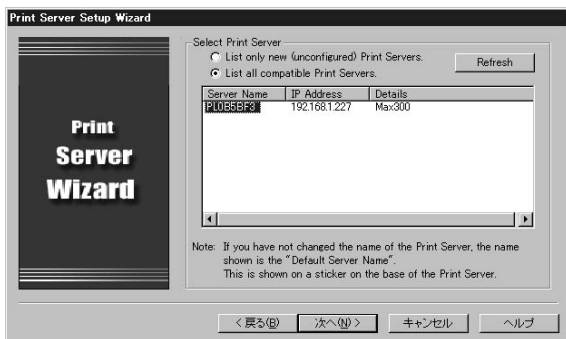 Print Server Setup Wizard
Print
Server
Wizard
Select Print Server
List only new (unconfigured) Print Servers.
List all compatible Print Servers.
Refresh
Server Name IP Address Details
PL0B5BF3 192.168.1.227 Max300
Note: If you have not changed the name of the Print Server, the name
shown is the "Default Server Name".
This is shown on a sticker on the base of the Print Server.
< 戻る(B) 次へ(N) > キャンセル ヘルプ